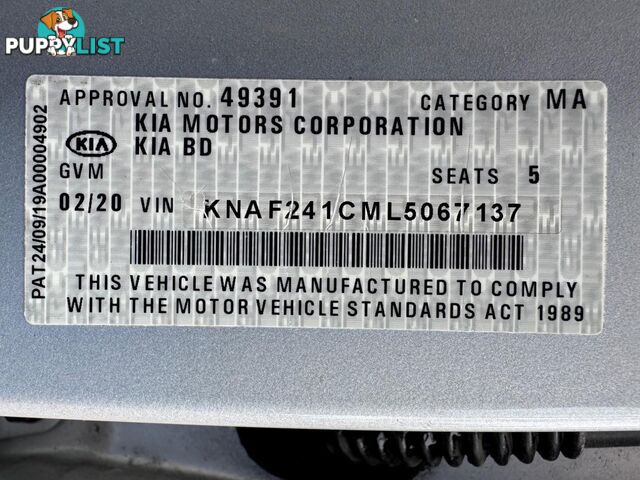 PUPPYLIST
APPROVAL NO. 49391 CATEGORY MA
KIA MOTORS CORPORATION
KIA KIA BD
GVM SEATS 5
02/20 VIN KNAF241CML5067137
THIS VEHICLE WAS MANUFACTURED TO COMPLY
WITH THE MOTOR VEHICLE STANDARDS ACT 1989
PAT24/09/19A00004902